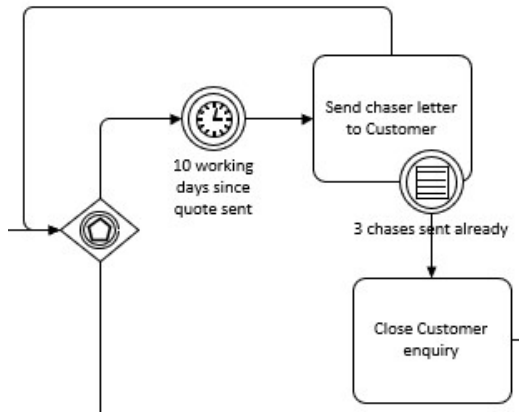 Send chaser letter
to Customer
10 working
days since
quote sent
3 chases sent already
Close Customer
enquiry